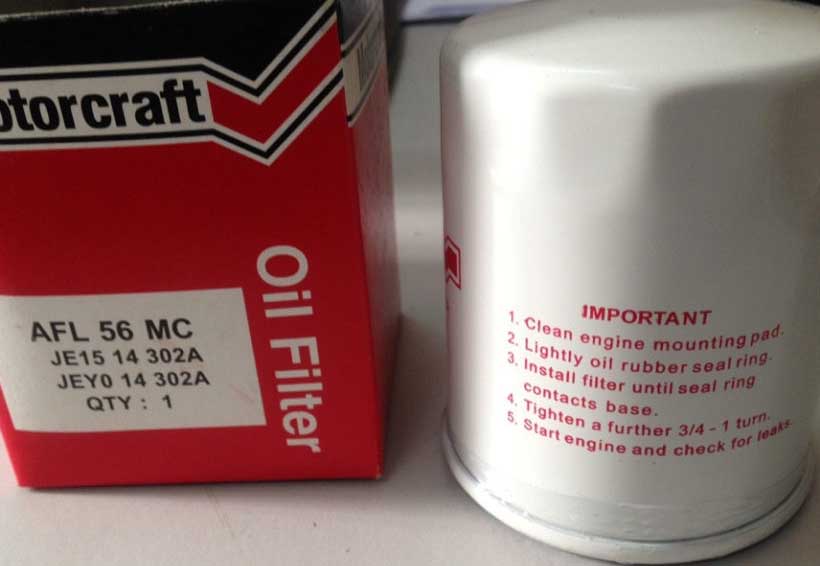 otorcraft
Oil Filter
AFL 56 MC
JE15 14 302A
JEY0 14 302A
QTY : 1
IMPORTANT
1. Clean engine mounting pad.
2. Lightly oil rubber seal ring.
3. Install filter until seal ring
contacts base.
4. Tighten a further 3/4 - 1 turn.
5. Start engine and check for leaks.